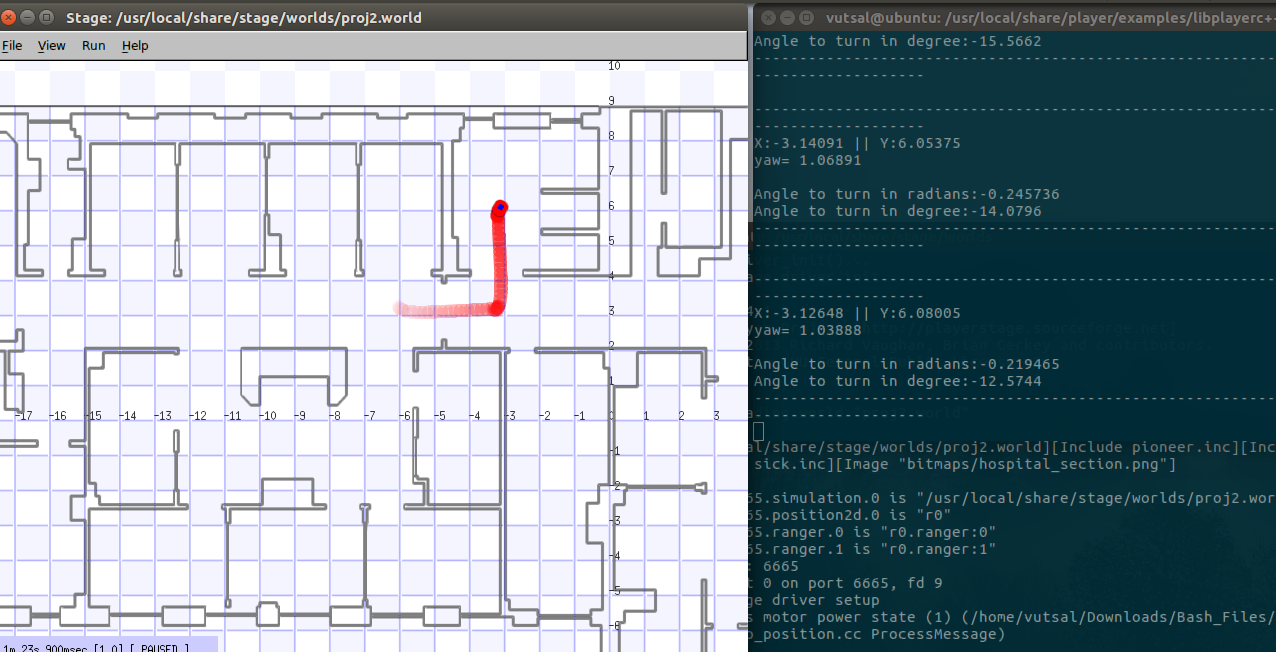 Stage: /usr/local/share/stage/worlds/proj2.world
File View Run Help
10
9
8
7
6
5
4
3
2
1
-17 -16 -15 -14 -13 -12 -11 -10 -9 -8 -7 -6 -5 -4 -3 -2 -1 0 1 2 3
-1
-2
-3
-4
-5
-6
1m 23s 900msec [1.0] [ PAUSED ]
vutsal@ubuntu: /usr/local/share/player/examples/libplayerc+
Angle to turn in degree:-15.5662
------------------------------------------------------------
-------------------
------------------------------------------------------------
-------------------
X:-3.14091 || Y:6.05375
yaw= 1.06891
Angle to turn in radians:-0.245736
Angle to turn in degree:-14.0796
------------------------------------------------------------
-------------------
------------------------------------------------------------
-------------------
X:-3.12648 || Y:6.08005
yaw= 1.03888
Angle to turn in radians:-0.219465
Angle to turn in degree:-12.5744
------------------------------------------------------------
-------------------
al/share/stage/worlds/proj2.world][Include pioneer.inc][Inc
sick.inc][Image "bitmaps/hospital_section.png"]
65.simulation.0 is "/usr/local/share/stage/worlds/proj2.wor
65.position2d.0 is "r0"
65.ranger.0 is "r0.ranger:0"
65.ranger.1 is "r0.ranger:1"
: 6665
t 0 on port 6665, fd 9
ge driver setup
s motor power state (1) (/home/vutsal/Downloads/Bash_Files/
o_position.cc ProcessMessage)